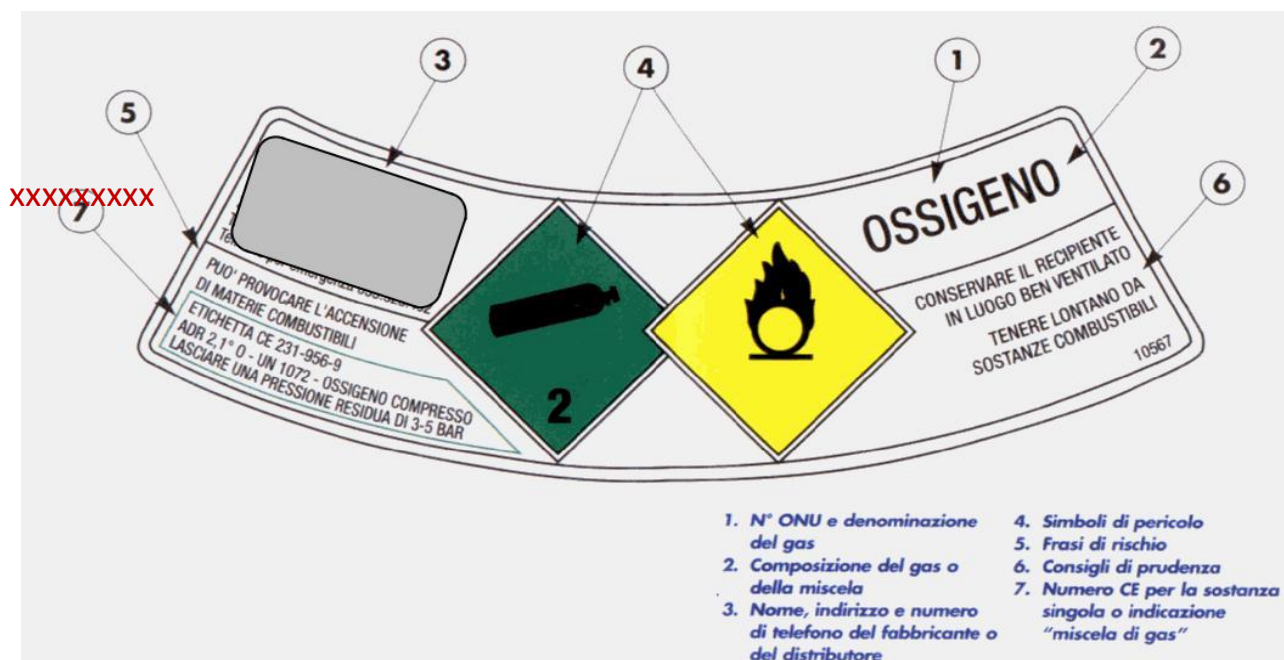 3
4
1
2
5
6
XXXXXXXXX
7
OSSIGENO
CONSERVARE IL RECIPIENTE
IN LUOGO BEN VENTILATO
TENERE LONTANO DA
SOSTANZE COMBUSTIBILI
10567
PUO' PROVOCARE L'ACCENSIONE
DI MATERIE COMBUSTIBILI
ETICHETTA CE 231-956-9
ADR 2,1° O - UN 1072 - OSSIGENO COMPRESSO
LASCIARE UNA PRESSIONE RESIDUA DI 3-5 BAR
2
1. N° ONU e denominazione
del gas
2. Composizione del gas o
della miscela
3. Nome, indirizzo e numero
di telefono del fabbricante o
del distributore
4. Simboli di pericolo
5. Frasi di rischio
6. Consigli di prudenza
7. Numero CE per la sostanza
singola o indicazione
"miscela di gas"